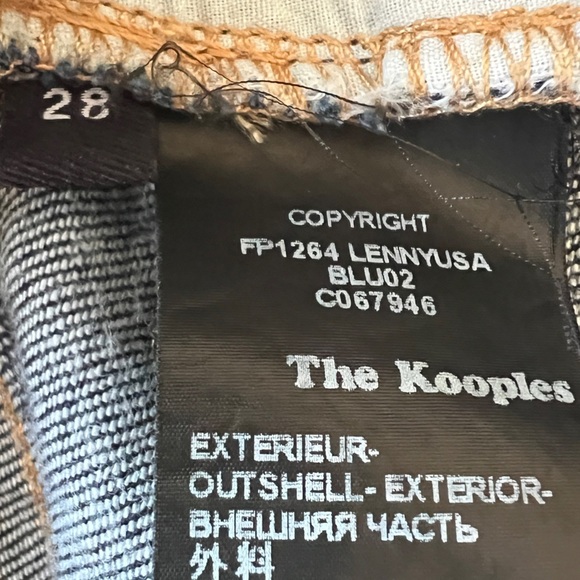 28
COPYRIGHT
FP1264 LENNYUSA
BLU02
C067946
The Kooples
EXTERIEUR-
OUTSHELL- EXTERIOR-
ВНЕШНЯЯ ЧАСТЬ
外料